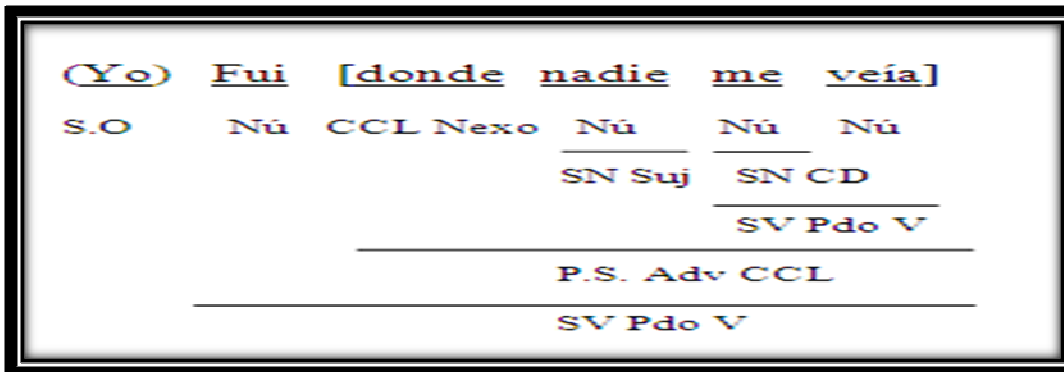 (Yo) Fui [donde nadie me veía]
S.O Nú CCL Nexo Nú Nú Nú
SN Suj SN CD
SV Pdo V
P.S. Adv CCL
SV Pdo V